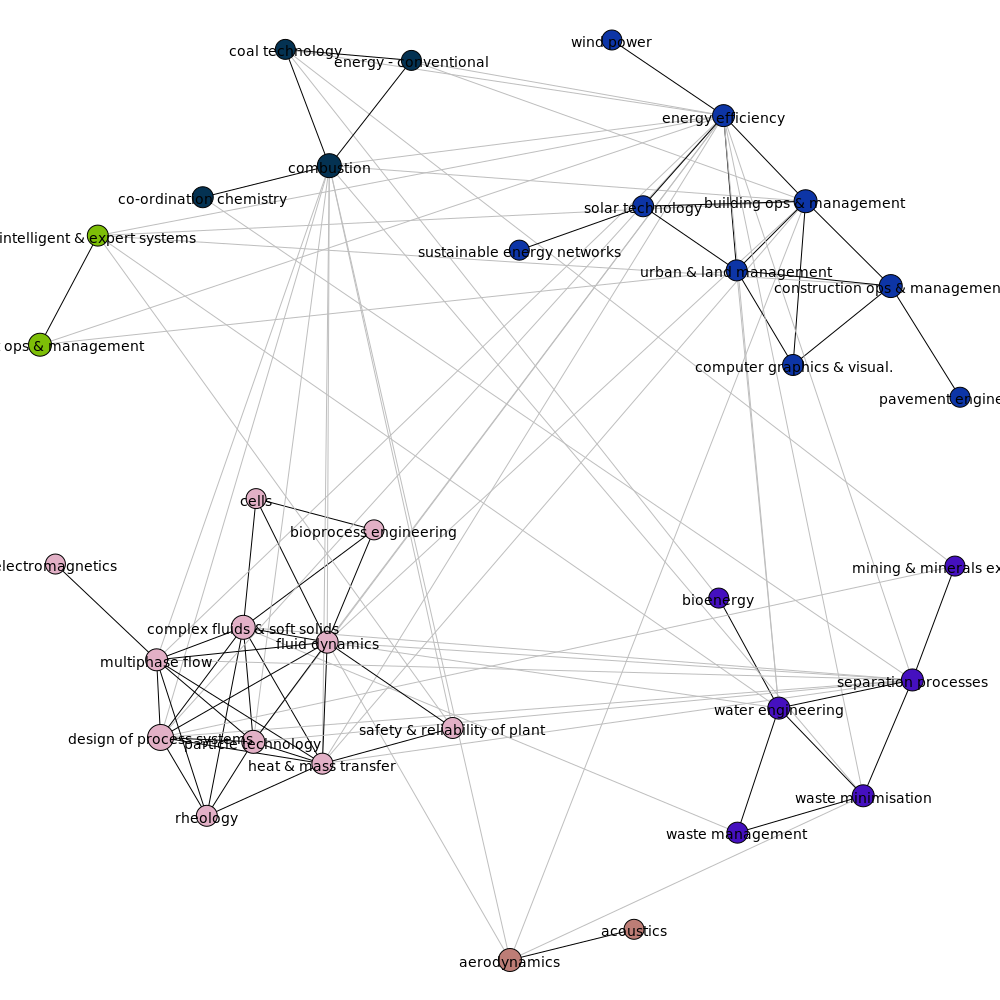 wind power
coal technology
energy - conventional
energy efficiency
combustion
co-ordination chemistry
building ops & management
solar technology
intelligent & expert systems
sustainable energy networks
urban & land management
construction ops & managemen
ops & management
computer graphics & visual.
pavement engine
cells
bioprocess engineering
electromagnetics
mining & minerals ex
bioenergy
complex fluids & soft solids
fluid dynamics
multiphase flow
separation processes
water engineering
safety & reliability of plant
design of process systems
particle technology
heat & mass transfer
waste minimisation
rheology
waste management
acoustics
aerodynamics